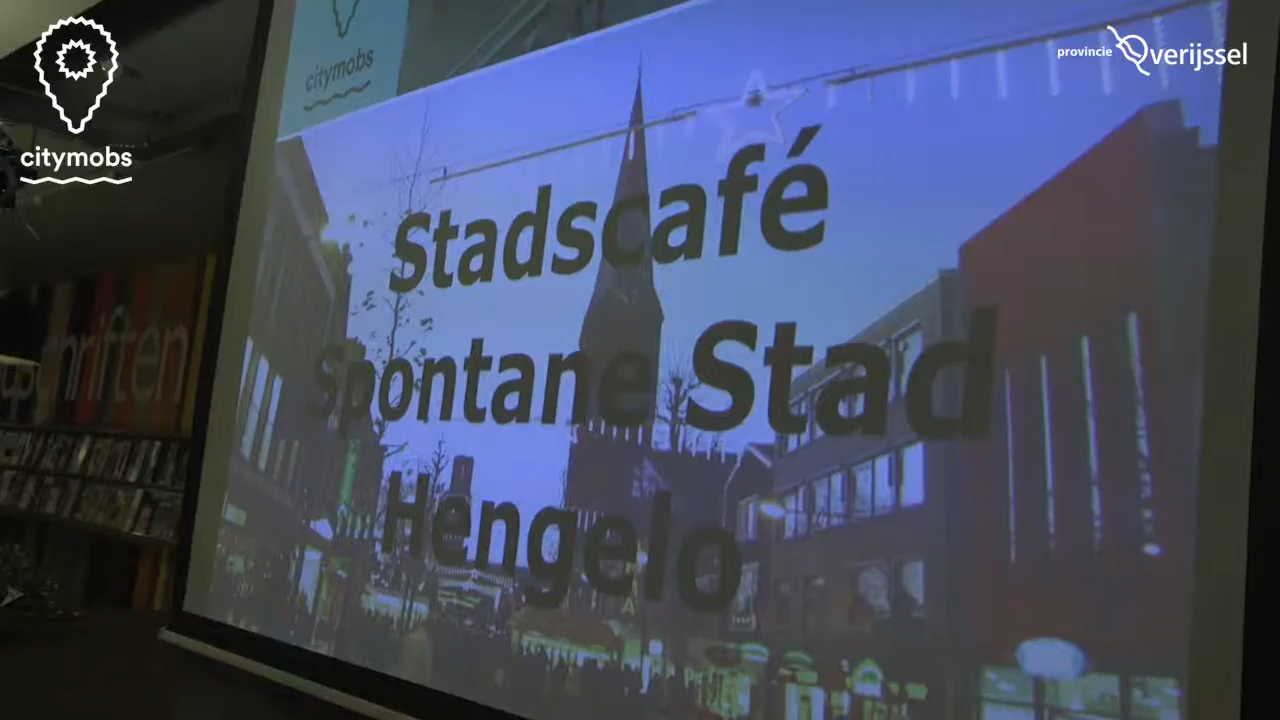 citymobs
provincie Overijssel
citymobs
Stadscafé
Spontane Stad
Hengelo